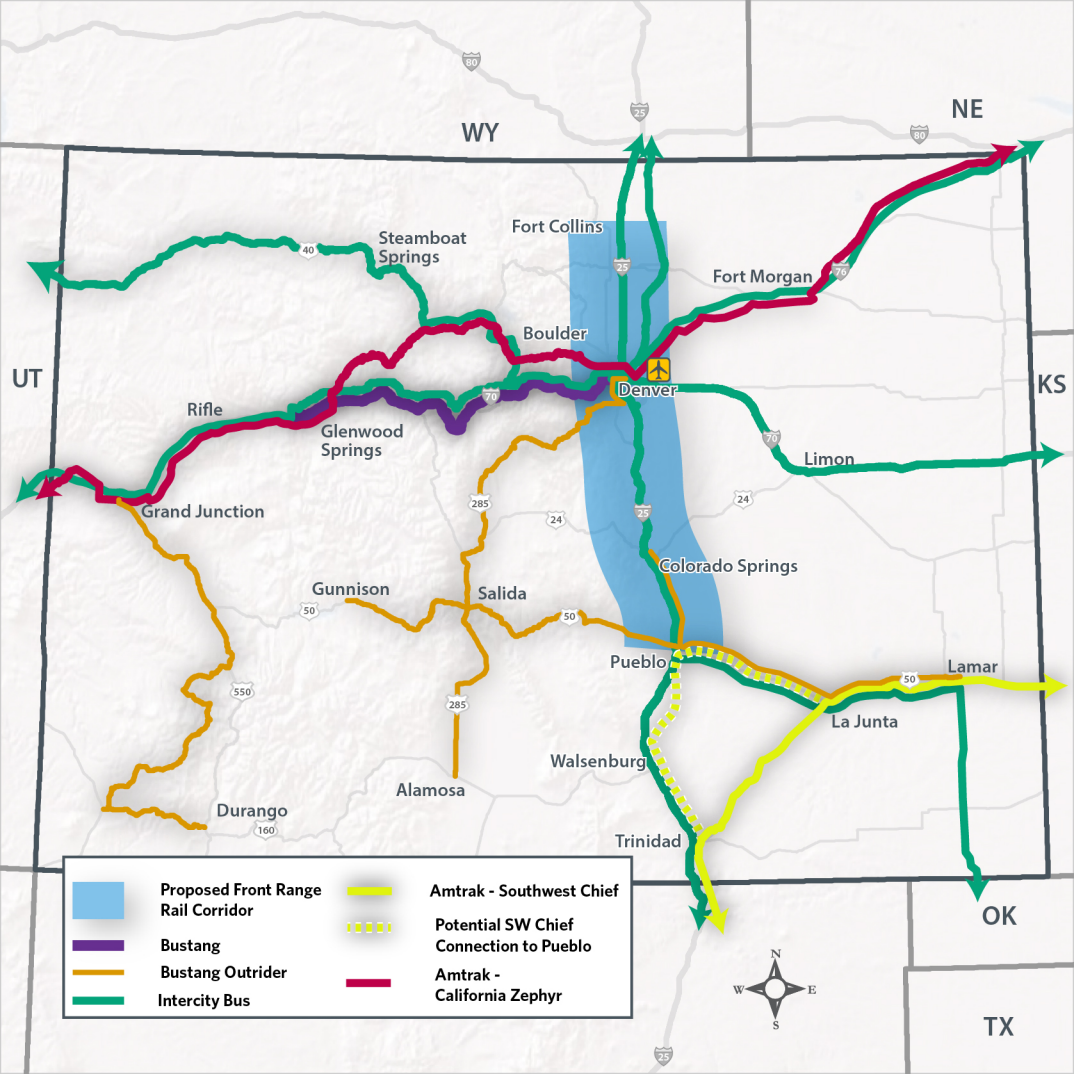 80
25
NE
WY
80
Fort Collins
Steamboat
Springs
40
25
76
Fort Morgan
Boulder
UT
KS
Denver
70
Rifle
Glenwood
Springs
70
Limon
285
24
24
25
Grand Junction
Colorado Springs
Gunnison
Salida
50
50
Pueblo
Lamar
50
550
285
La Junta
Walsenburg
Alamosa
Durango
160
Trinidad
Proposed Front Range
Rail Corridor
Bustang
Bustang Outrider
Intercity Bus
Amtrak - Southwest Chief
Potential SW Chief
Connection to Pueblo
Amtrak -
California Zephyr
OK
N
W
E
S
TX
25